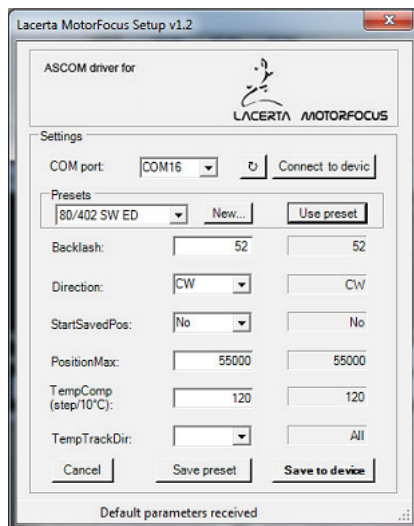 Lacerta MotorFocus Setup v1.2
ASCOM driver for
LACERTA MOTORFOCUS
Settings
COM port: COM16 ↻ Connect to devic
Presets
80/402 SW ED New... Use preset
Backlash: 52 52
Direction: CW CW
StartSavedPos: No No
PositionMax: 55000 55000
TempComp
(step/10°C): 120 120
TempTrackDir: All
Cancel Save preset Save to device
Default parameters received